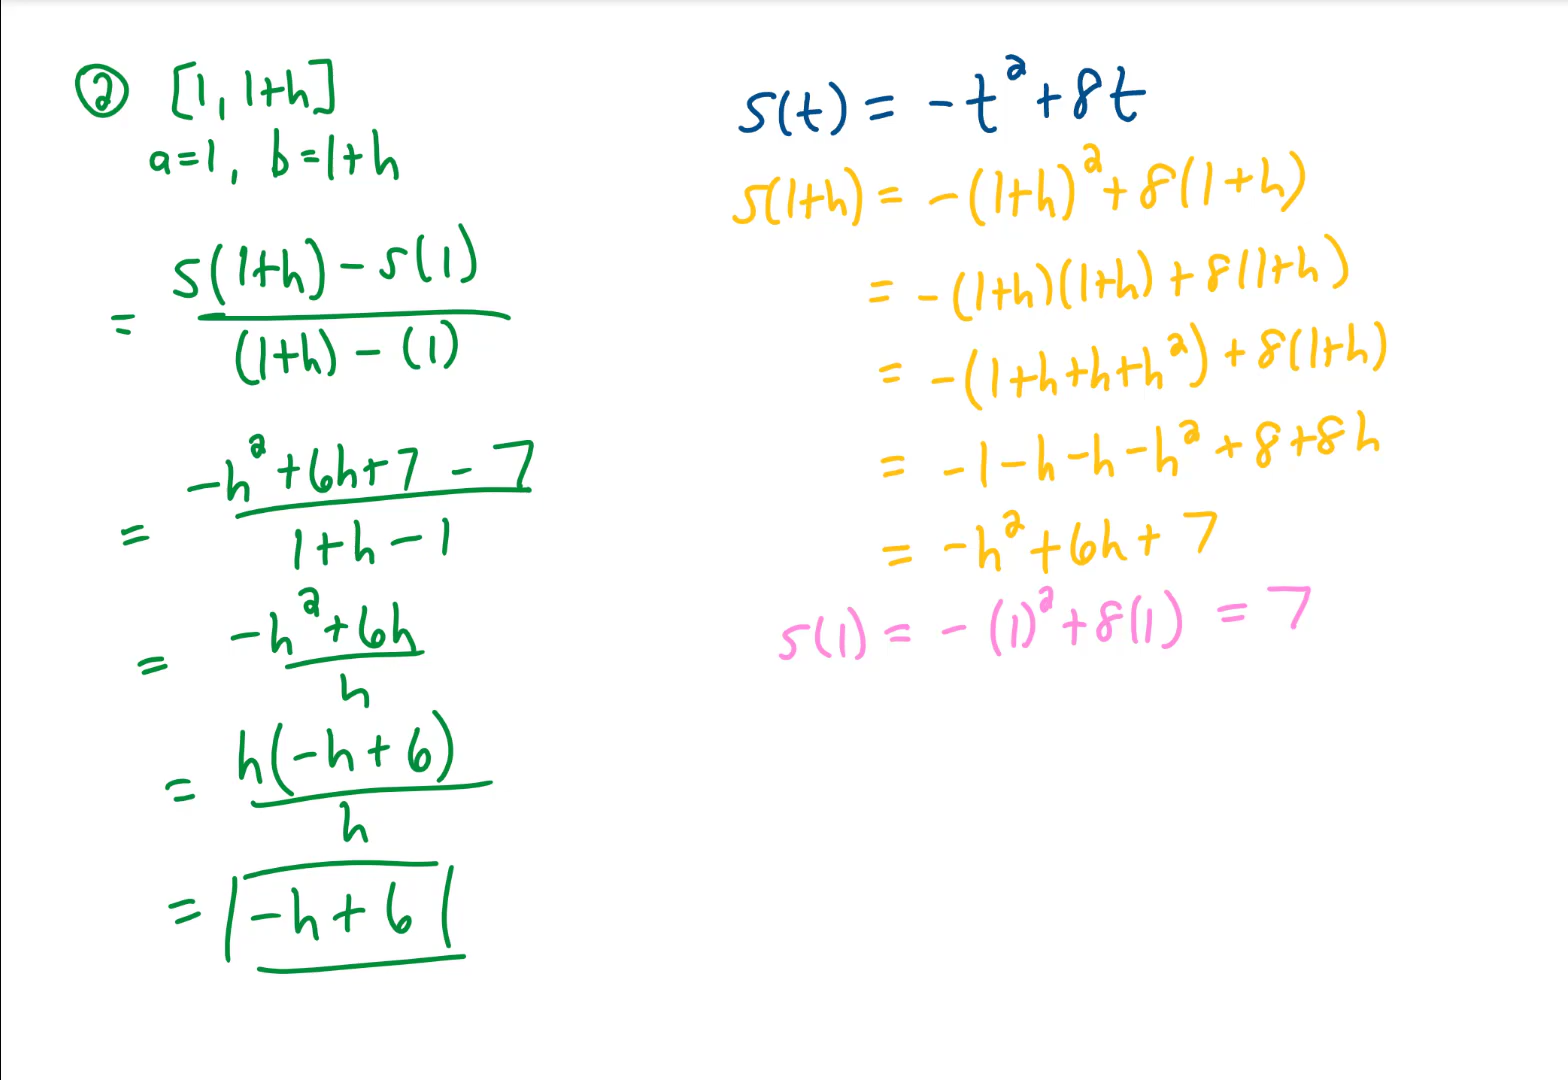 ② [1, 1+h]
a=1, b=1+h
= s(1+h) - s(1)
(1+h) - (1)
= -h²+6h+7 - 7
1+h-1
= -h²+6h
h
= h(-h+6)
h
= -h+6
s(t) = -t²+8t
s(1+h) = -(1+h)²+8(1+h)
= -(1+h)(1+h)+8(1+h)
= -(1+h+h+h²)+8(1+h)
= -1-h-h-h²+8+8h
= -h²+6h+7
s(1) = -(1)²+8(1) = 7